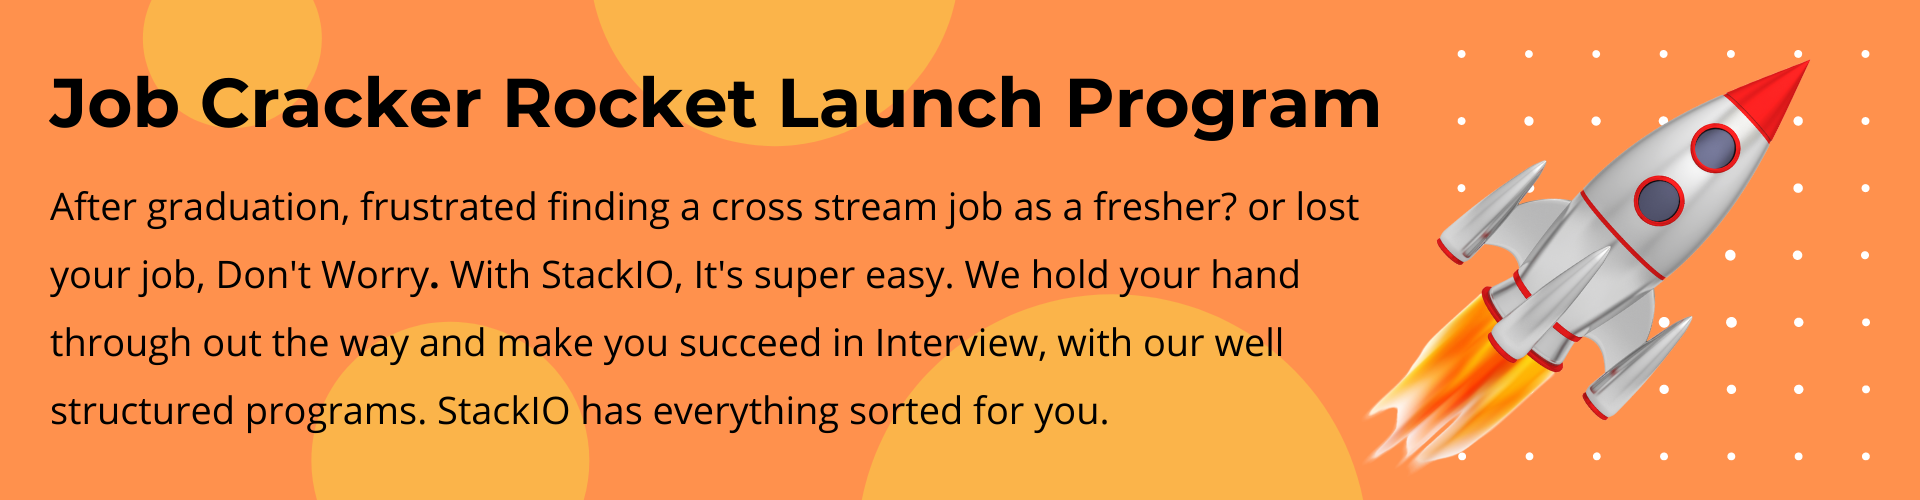 Job Cracker Rocket Launch Program
After graduation, frustrated finding a cross stream job as a fresher? or lost
your job, Don't Worry. With StackIO, It's super easy. We hold your hand
through out the way and make you succeed in Interview, with our well
structured programs. StackIO has everything sorted for you.